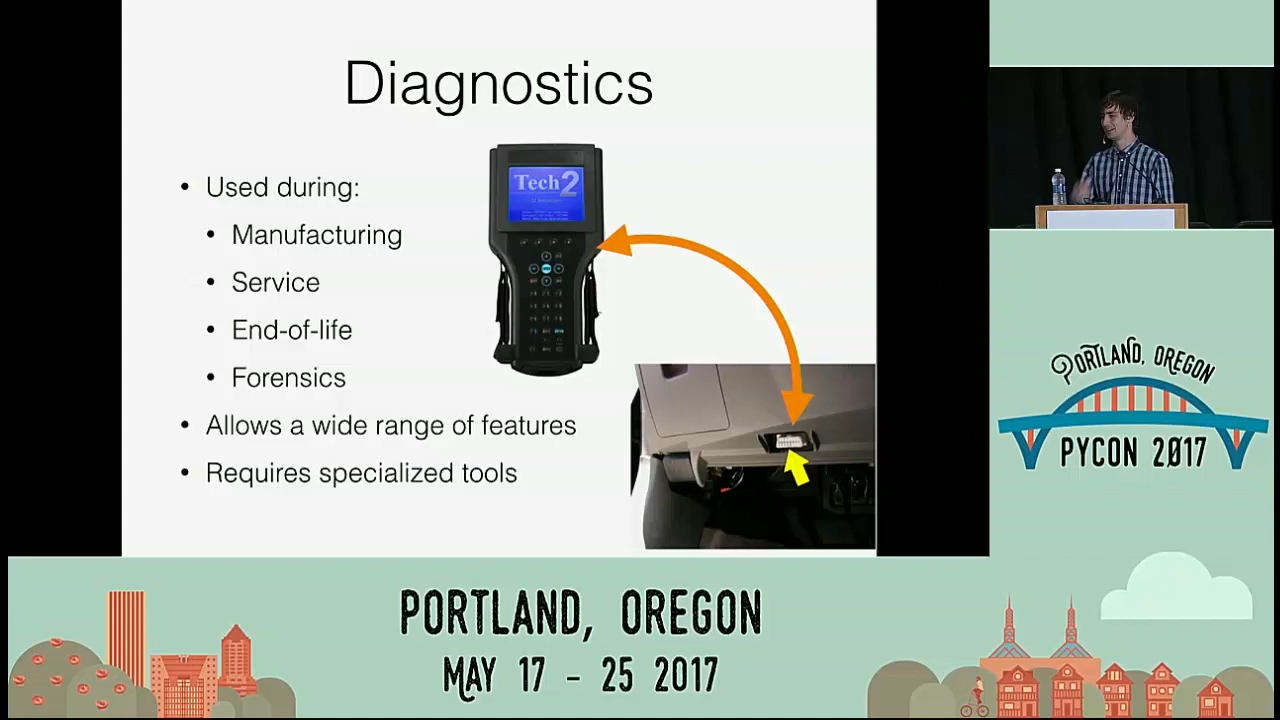 Diagnostics
• Used during:
• Manufacturing
• Service
• End-of-life
• Forensics
• Allows a wide range of features
• Requires specialized tools
Tech2
PORTLAND, OREGON
PYCON 2017
PORTLAND, OREGON
MAY 17 - 25 2017